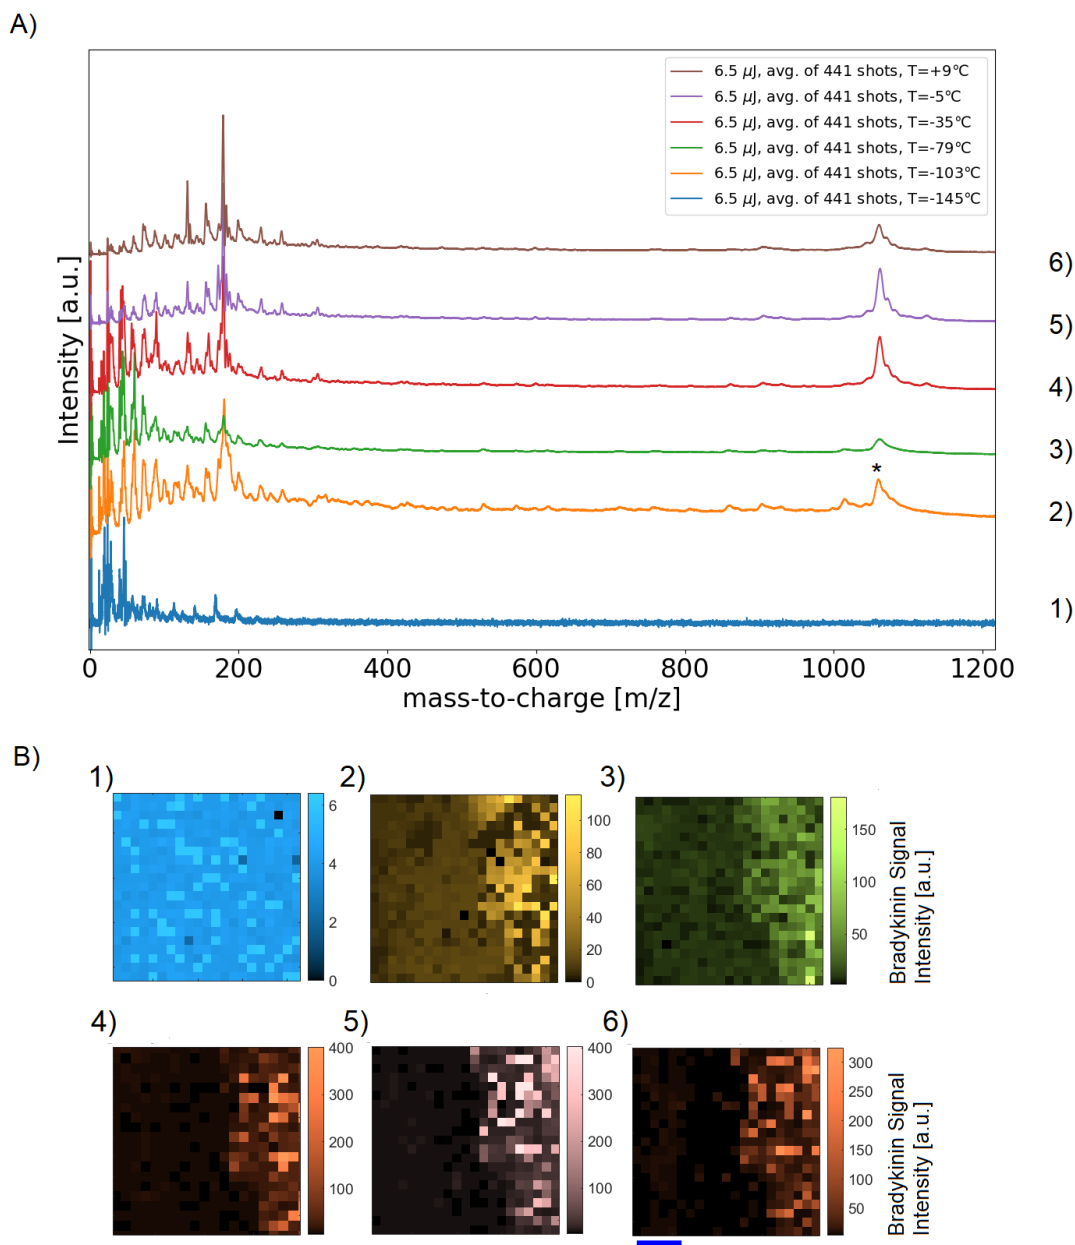 A)
6.5 μJ, avg. of 441 shots, T=+9℃
6.5 μJ, avg. of 441 shots, T=-5℃
6.5 μJ, avg. of 441 shots, T=-35℃
6.5 μJ, avg. of 441 shots, T=-79℃
6.5 μJ, avg. of 441 shots, T=-103℃
6.5 μJ, avg. of 441 shots, T=-145℃
Intensity [a.u.]
6)
5)
4)
3)
*
2)
1)
0 200 400 600 800 1000 1200
mass-to-charge [m/z]
B)
1)
6
4
2
0
2)
100
80
60
40
20
0
3)
150
100
50
Bradykinin Signal
Intensity [a.u.]
4)
400
300
200
100
5)
400
300
200
100
6)
300
250
200
150
100
50
Bradykinin Signal
Intensity [a.u.]